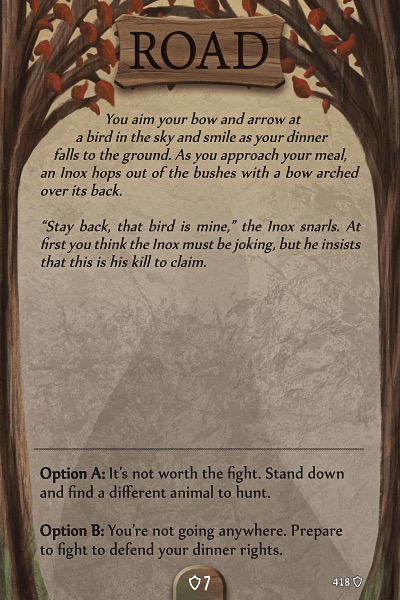 ROAD
You aim your bow and arrow at
a bird in the sky and smile as your dinner
falls to the ground. As you approach your meal,
an Inox hops out of the bushes with a bow arched
over its back.
“Stay back, that bird is mine,” the Inox snarls. At
first you think the Inox must be joking, but he insists
that this is his kill to claim.
Option A: It’s not worth the fight. Stand down
and find a different animal to hunt.
Option B: You’re not going anywhere. Prepare
to fight to defend your dinner rights.
7
418